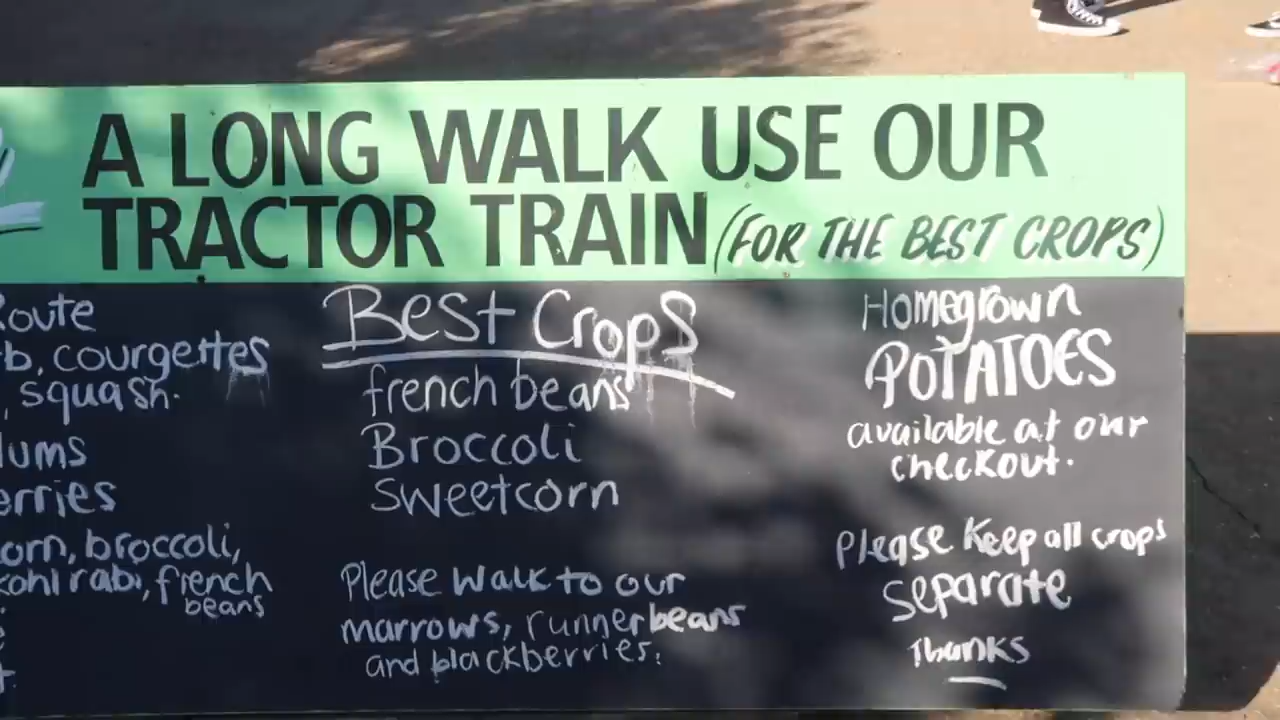 A LONG WALK USE OUR
TRACTOR TRAIN (FOR THE BEST CROPS)
Route
b, courgettes
, squash.
lums
erries
orn, broccoli,
kohl rabi, french
beans
Best Crops
french beans
Broccoli
Sweetcorn
Please Walk to our
marrows, runner beans
and blackberries.
Homegrown
POTATOES
available at our
checkout.
Please Keep all crops
Separate
Thanks